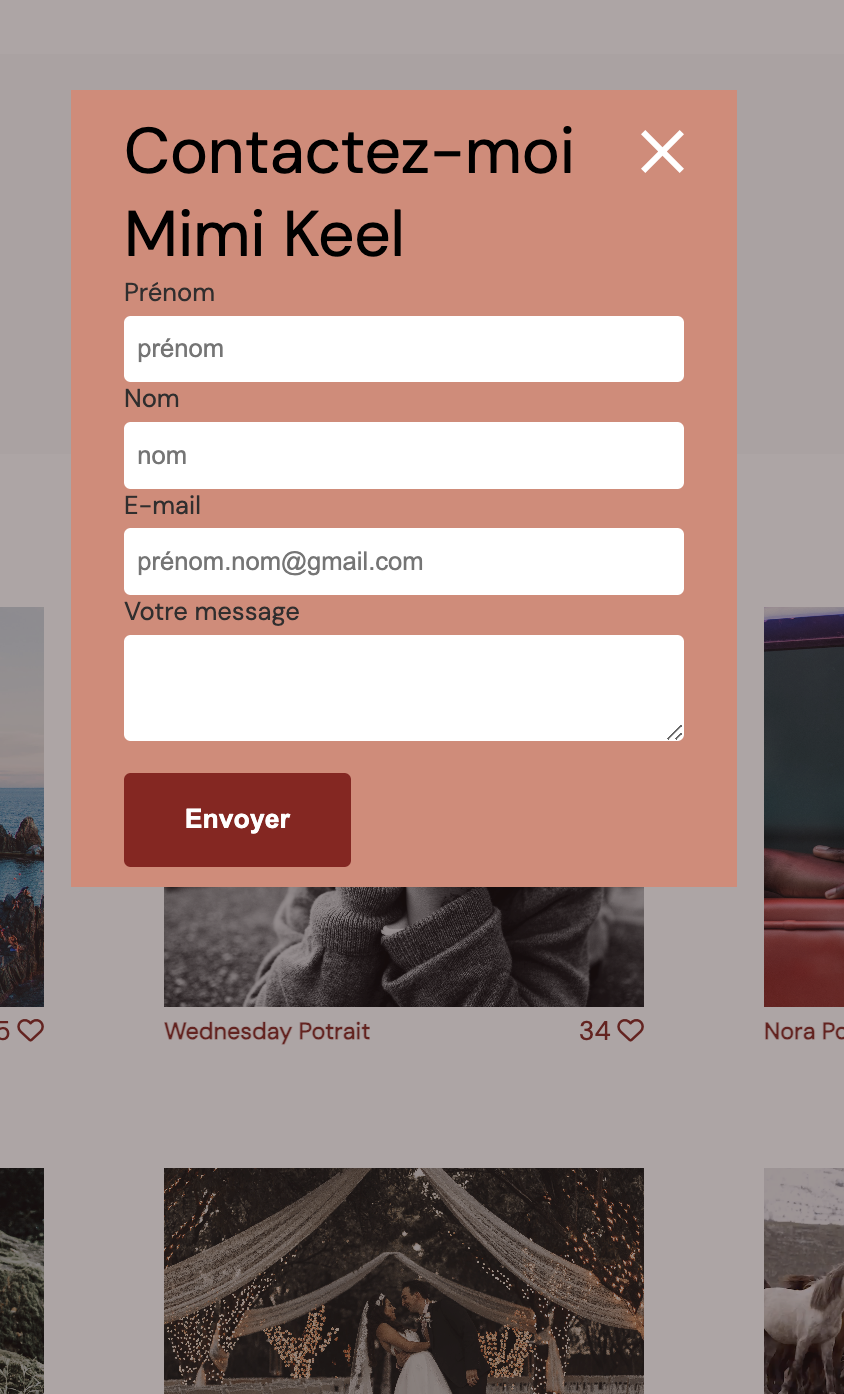 Contactez-moi
Mimi Keel
Prénom
prénom
Nom
nom
E-mail
prénom.nom@gmail.com
Votre message
Envoyer
5
Wednesday Potrait
34
Nora Po